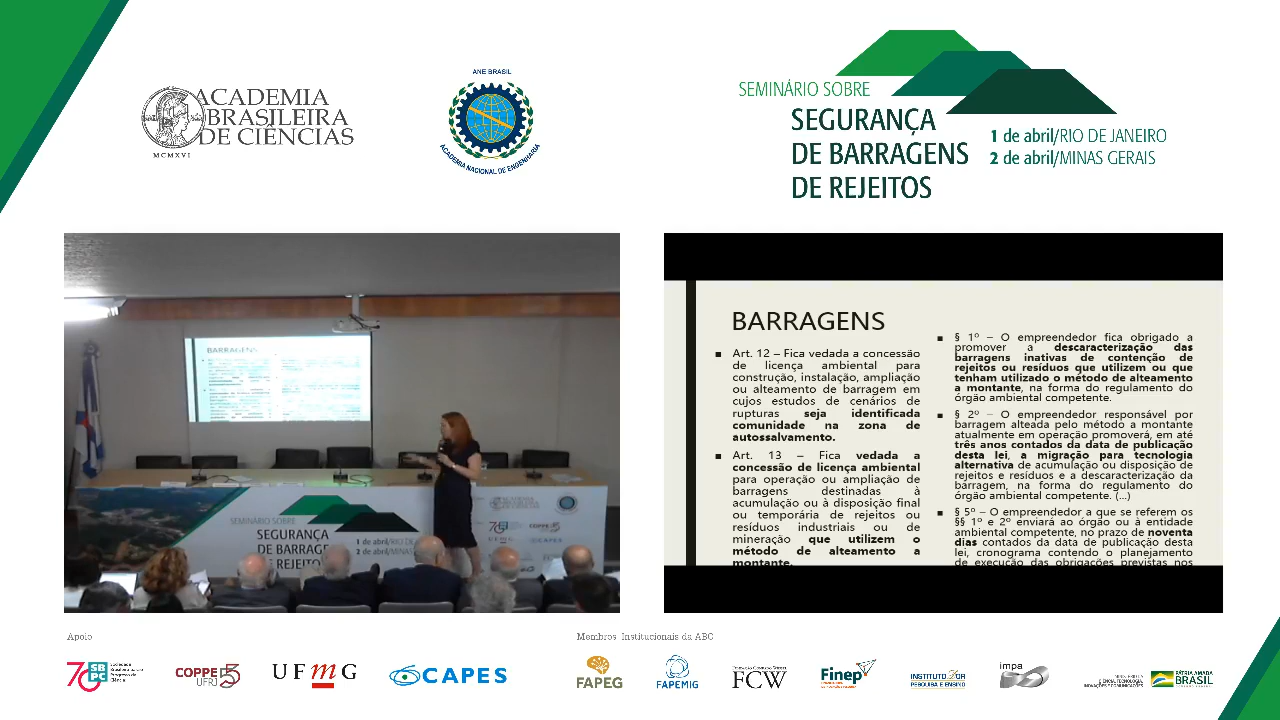 ACADEMIA
BRASILEIRA
DE CIÊNCIAS
MCMXVI
ANE BRASIL
ACADEMIA NACIONAL DE ENGENHARIA
SEMINÁRIO SOBRE
SEGURANÇA
DE BARRAGENS
DE REJEITOS
1 de abril/RIO DE JANEIRO
2 de abril/MINAS GERAIS
BARRAGENS
SEMINÁRIO SOBRE
SEGURANÇA
DE BARRAGE
DE REJEITO
1 de abril/RIO DE
2 de abril/MINAS
BARRAGENS
▪ Art. 12 – Fica vedada a concessão
de licença ambiental para
construção, instalação, ampliação
ou alteamento de barragem em
cujos estudos de cenários de
rupturas seja identificada
comunidade na zona de
autossalvamento.
▪ Art. 13 – Fica vedada a
concessão de licença ambiental
para operação ou ampliação de
barragens destinadas à
acumulação ou à disposição final
ou temporária de rejeitos ou
resíduos industriais ou de
mineração que utilizem o
método de alteamento a
montante.
▪ § 1º – O empreendedor fica obrigado a
promover a descaracterização das
barragens inativas de contenção de
rejeitos ou resíduos que utilizem ou que
tenham utilizado o método de alteamento
a montante, na forma do regulamento do
órgão ambiental competente.
▪ § 2º – O empreendedor responsável por
barragem alteada pelo método a montante
atualmente em operação promoverá, em até
três anos contados da data de publicação
desta lei, a migração para tecnologia
alternativa de acumulação ou disposição de
rejeitos e resíduos e a descaracterização da
barragem, na forma do regulamento do
órgão ambiental competente. (...)
▪ § 5º – O empreendedor a que se referem os
§§ 1º e 2º enviará ao órgão ou à entidade
ambiental competente, no prazo de noventa
dias contados da data de publicação desta
lei, cronograma contendo o planejamento
de execução das obrigações previstas nos
Apoio
Membros Institucionais da ABC
70 SBPC
COPPE
UFRJ
UFMG
CAPES
FAPEG
FAPEMIG
FCW
Finep
INSTITUTO D'OR
PESQUISA E ENSINO
impa
PÁTRIA AMADA
BRASIL